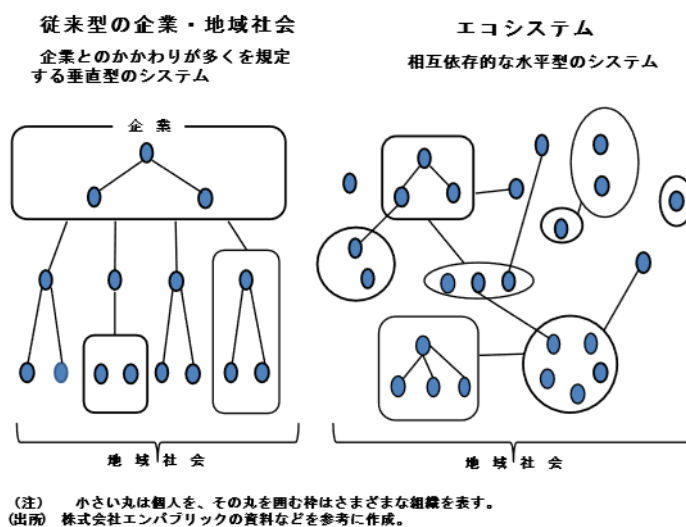 従来型の企業・地域社会
企業とのかかわりが多くを規定
する垂直型のシステム
企業
地域社会
エコシステム
相互依存的な水平型のシステム
地域社会
(注) 小さい丸は個人を、その丸を囲む枠はさまざまな組織を表す。
(出所) 株式会社エンパブリックの資料などを参考に作成。